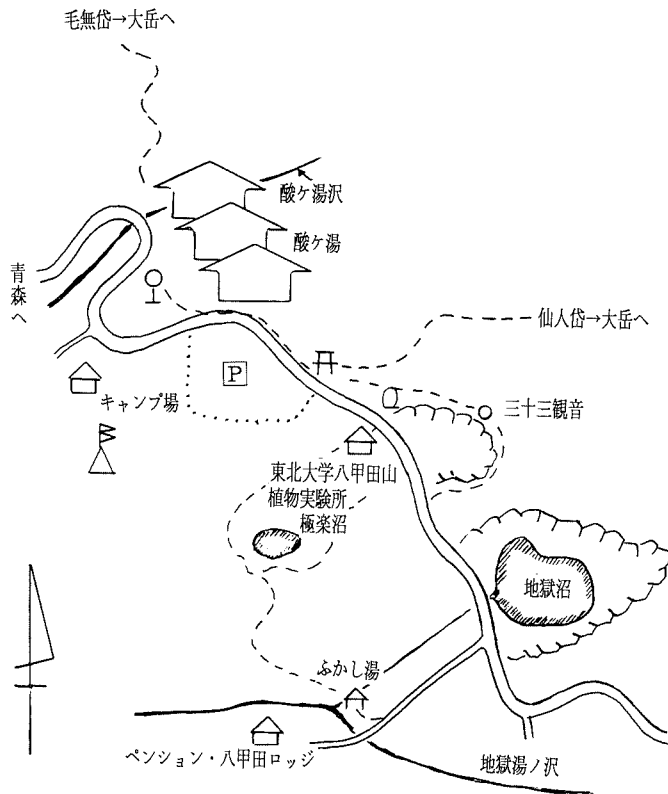 毛無岱→大岳へ
酸ケ湯沢
酸ケ湯
青森へ
仙人岱→大岳へ
P
キャンプ場
三十三観音
東北大学八甲田山
植物実験所
極楽沼
地獄沼
ふかし湯
ペンション・八甲田ロッジ
地獄湯ノ沢